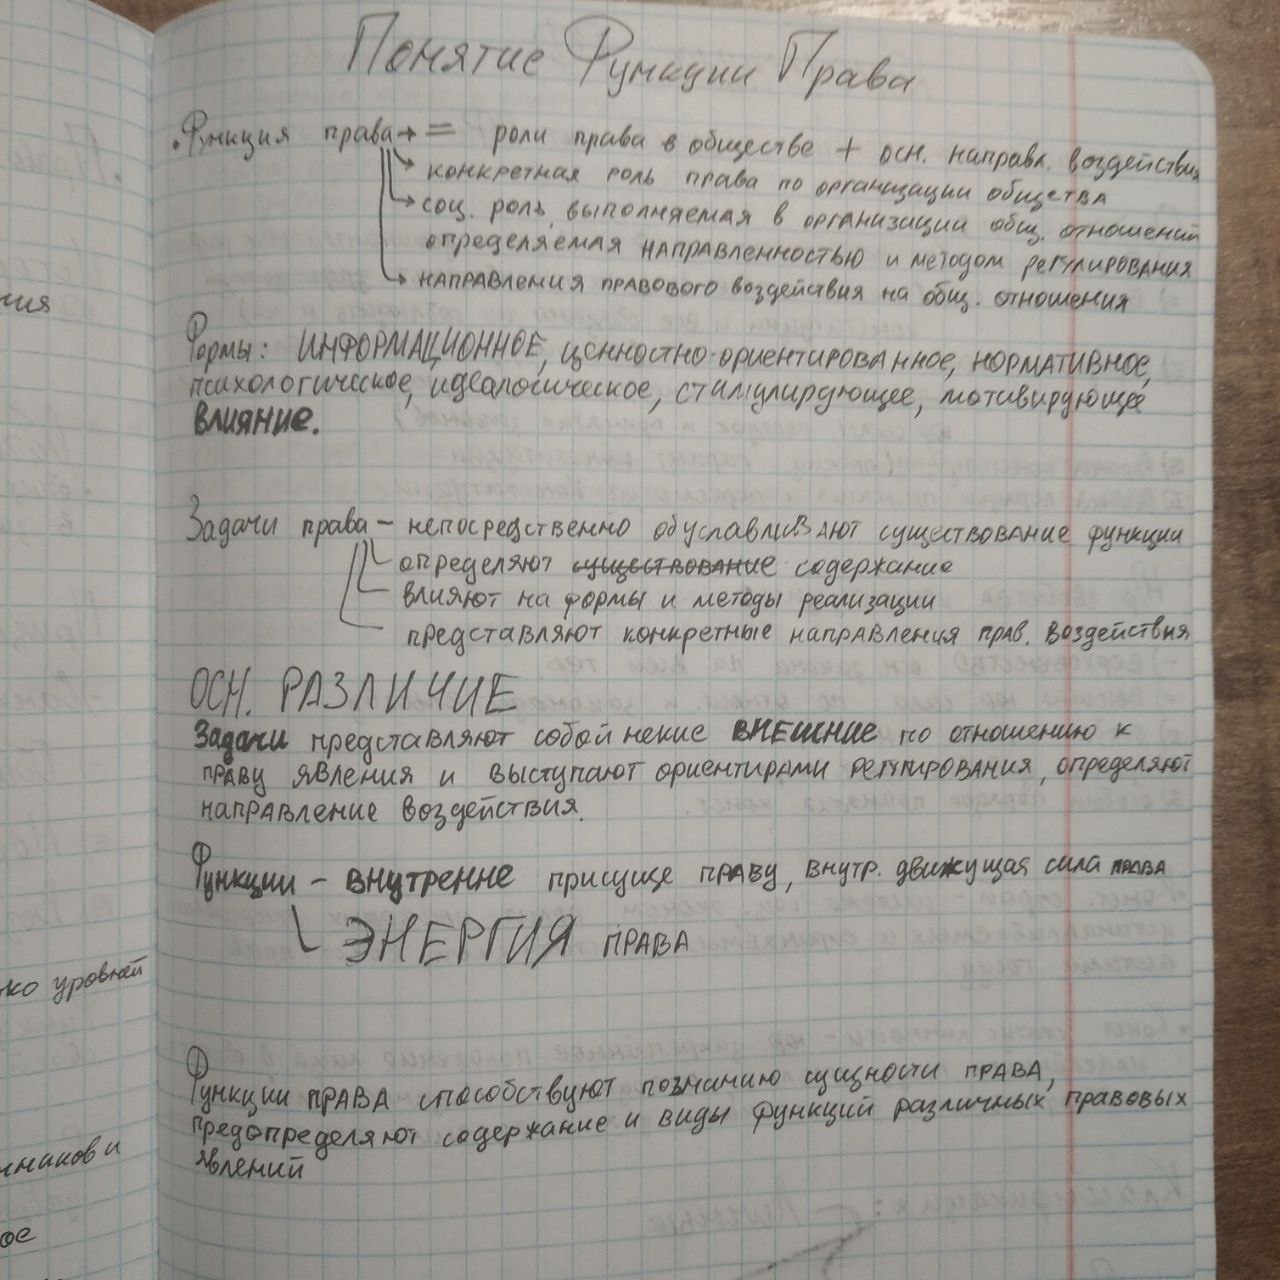 Понятие Функции Права
Функция права → = роли права в обществе + осн. направл. воздействия
конкретная роль права по организации общества
соц. роль, выполняемая в организиции общ. отношений
определяемая направленностью и методом регулирования
направления правового воздействия на общ. отношения
Формы: ИНФОРМАЦИОННОЕ, ценностно-ориентированное, НОРМАТИВНОЕ,
психологическое, идеалогическое, стимулирующее, мотивирующее
ВЛИЯНИЕ.
Задачи права – непосредственно обуславливают существование функции
определяют существование содержание
влияют на формы и методы реализации
представляют конкретные направления прав. воздействия
ОСН. РАЗЛИЧИЕ
Задачи представляют собой некие ВНЕШНИЕ по отношению к
праву явления и выступают ориентирами регулирования, определяют
направление воздействия.
Функции – внутренне присуще праву, внутр. движущая сила права
ЭНЕРГИЯ ПРАВА
Функции ПРАВА способствуют познанию сущности ПРАВА,
предопределяют содержание и виды функций различных правовых
явлений
ния
ко уровней
нников и
ое